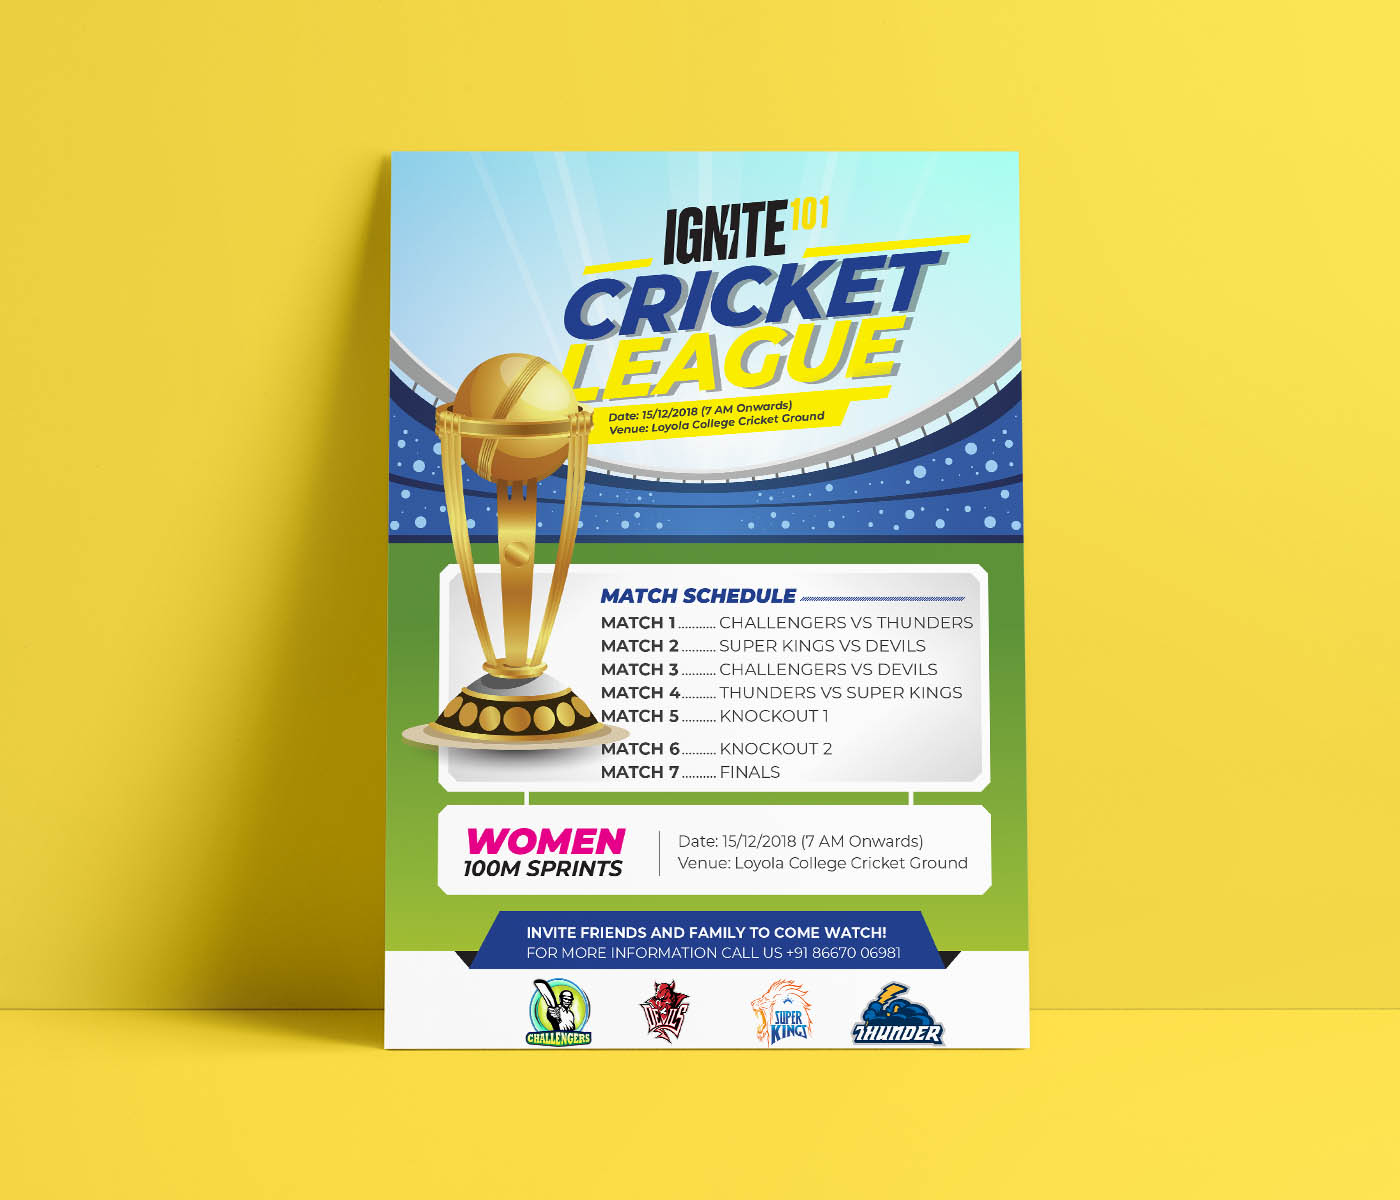 IGNITE 101
CRICKET
LEAGUE
Date: 15/12/2018 (7 AM Onwards)
Venue: Loyola College Cricket Ground
MATCH SCHEDULE
MATCH 1.......... CHALLENGERS VS THUNDERS
MATCH 2......... SUPER KINGS VS DEVILS
MATCH 3......... CHALLENGERS VS DEVILS
MATCH 4......... THUNDERS VS SUPER KINGS
MATCH 5......... KNOCKOUT 1
MATCH 6......... KNOCKOUT 2
MATCH 7......... FINALS
WOMEN
100M SPRINTS
Date: 15/12/2018 (7 AM Onwards)
Venue: Loyola College Cricket Ground
INVITE FRIENDS AND FAMILY TO COME WATCH!
FOR MORE INFORMATION CALL US +91 86670 06981
CHALLENGERS
DEVILS
SUPER
KINGS
THUNDER